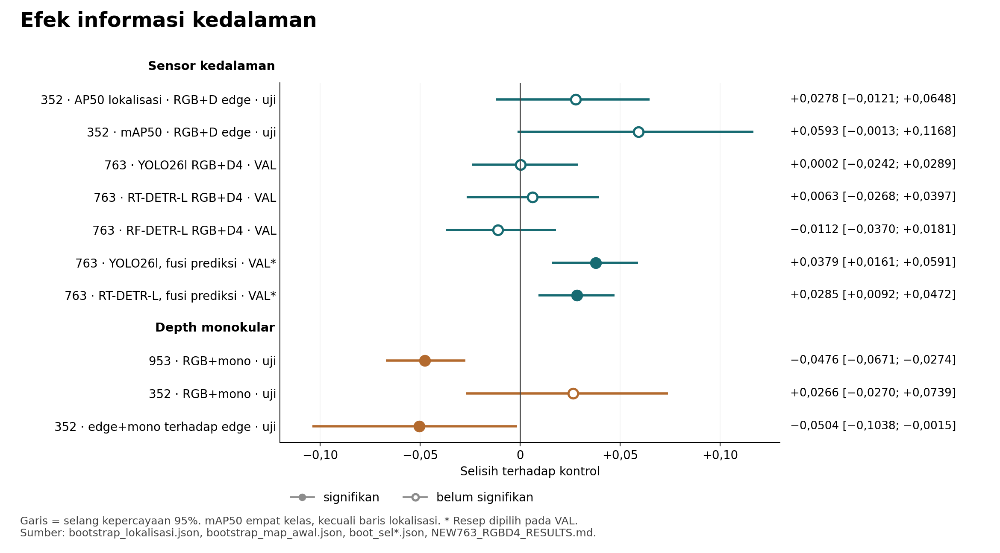 Efek informasi kedalaman
Sensor kedalaman
352 · AP50 lokalisasi · RGB+D edge · uji +0,0278 [−0,0121; +0,0648]
352 · mAP50 · RGB+D edge · uji +0,0593 [−0,0013; +0,1168]
763 · YOLO26l RGB+D4 · VAL +0,0002 [−0,0242; +0,0289]
763 · RT-DETR-L RGB+D4 · VAL +0,0063 [−0,0268; +0,0397]
763 · RF-DETR-L RGB+D4 · VAL −0,0112 [−0,0370; +0,0181]
763 · YOLO26l, fusi prediksi · VAL* +0,0379 [+0,0161; +0,0591]
763 · RT-DETR-L, fusi prediksi · VAL* +0,0285 [+0,0092; +0,0472]
Depth monokular
953 · RGB+mono · uji −0,0476 [−0,0671; −0,0274]
352 · RGB+mono · uji +0,0266 [−0,0270; +0,0739]
352 · edge+mono terhadap edge · uji −0,0504 [−0,1038; −0,0015]
−0,10 −0,05 0 +0,05 +0,10
Selisih terhadap kontrol
signifikan belum signifikan
Garis = selang kepercayaan 95%. mAP50 empat kelas, kecuali baris lokalisasi. * Resep dipilih pada VAL.
Sumber: bootstrap_lokalisasi.json, bootstrap_map_awal.json, boot_sel*.json, NEW763_RGBD4_RESULTS.md.